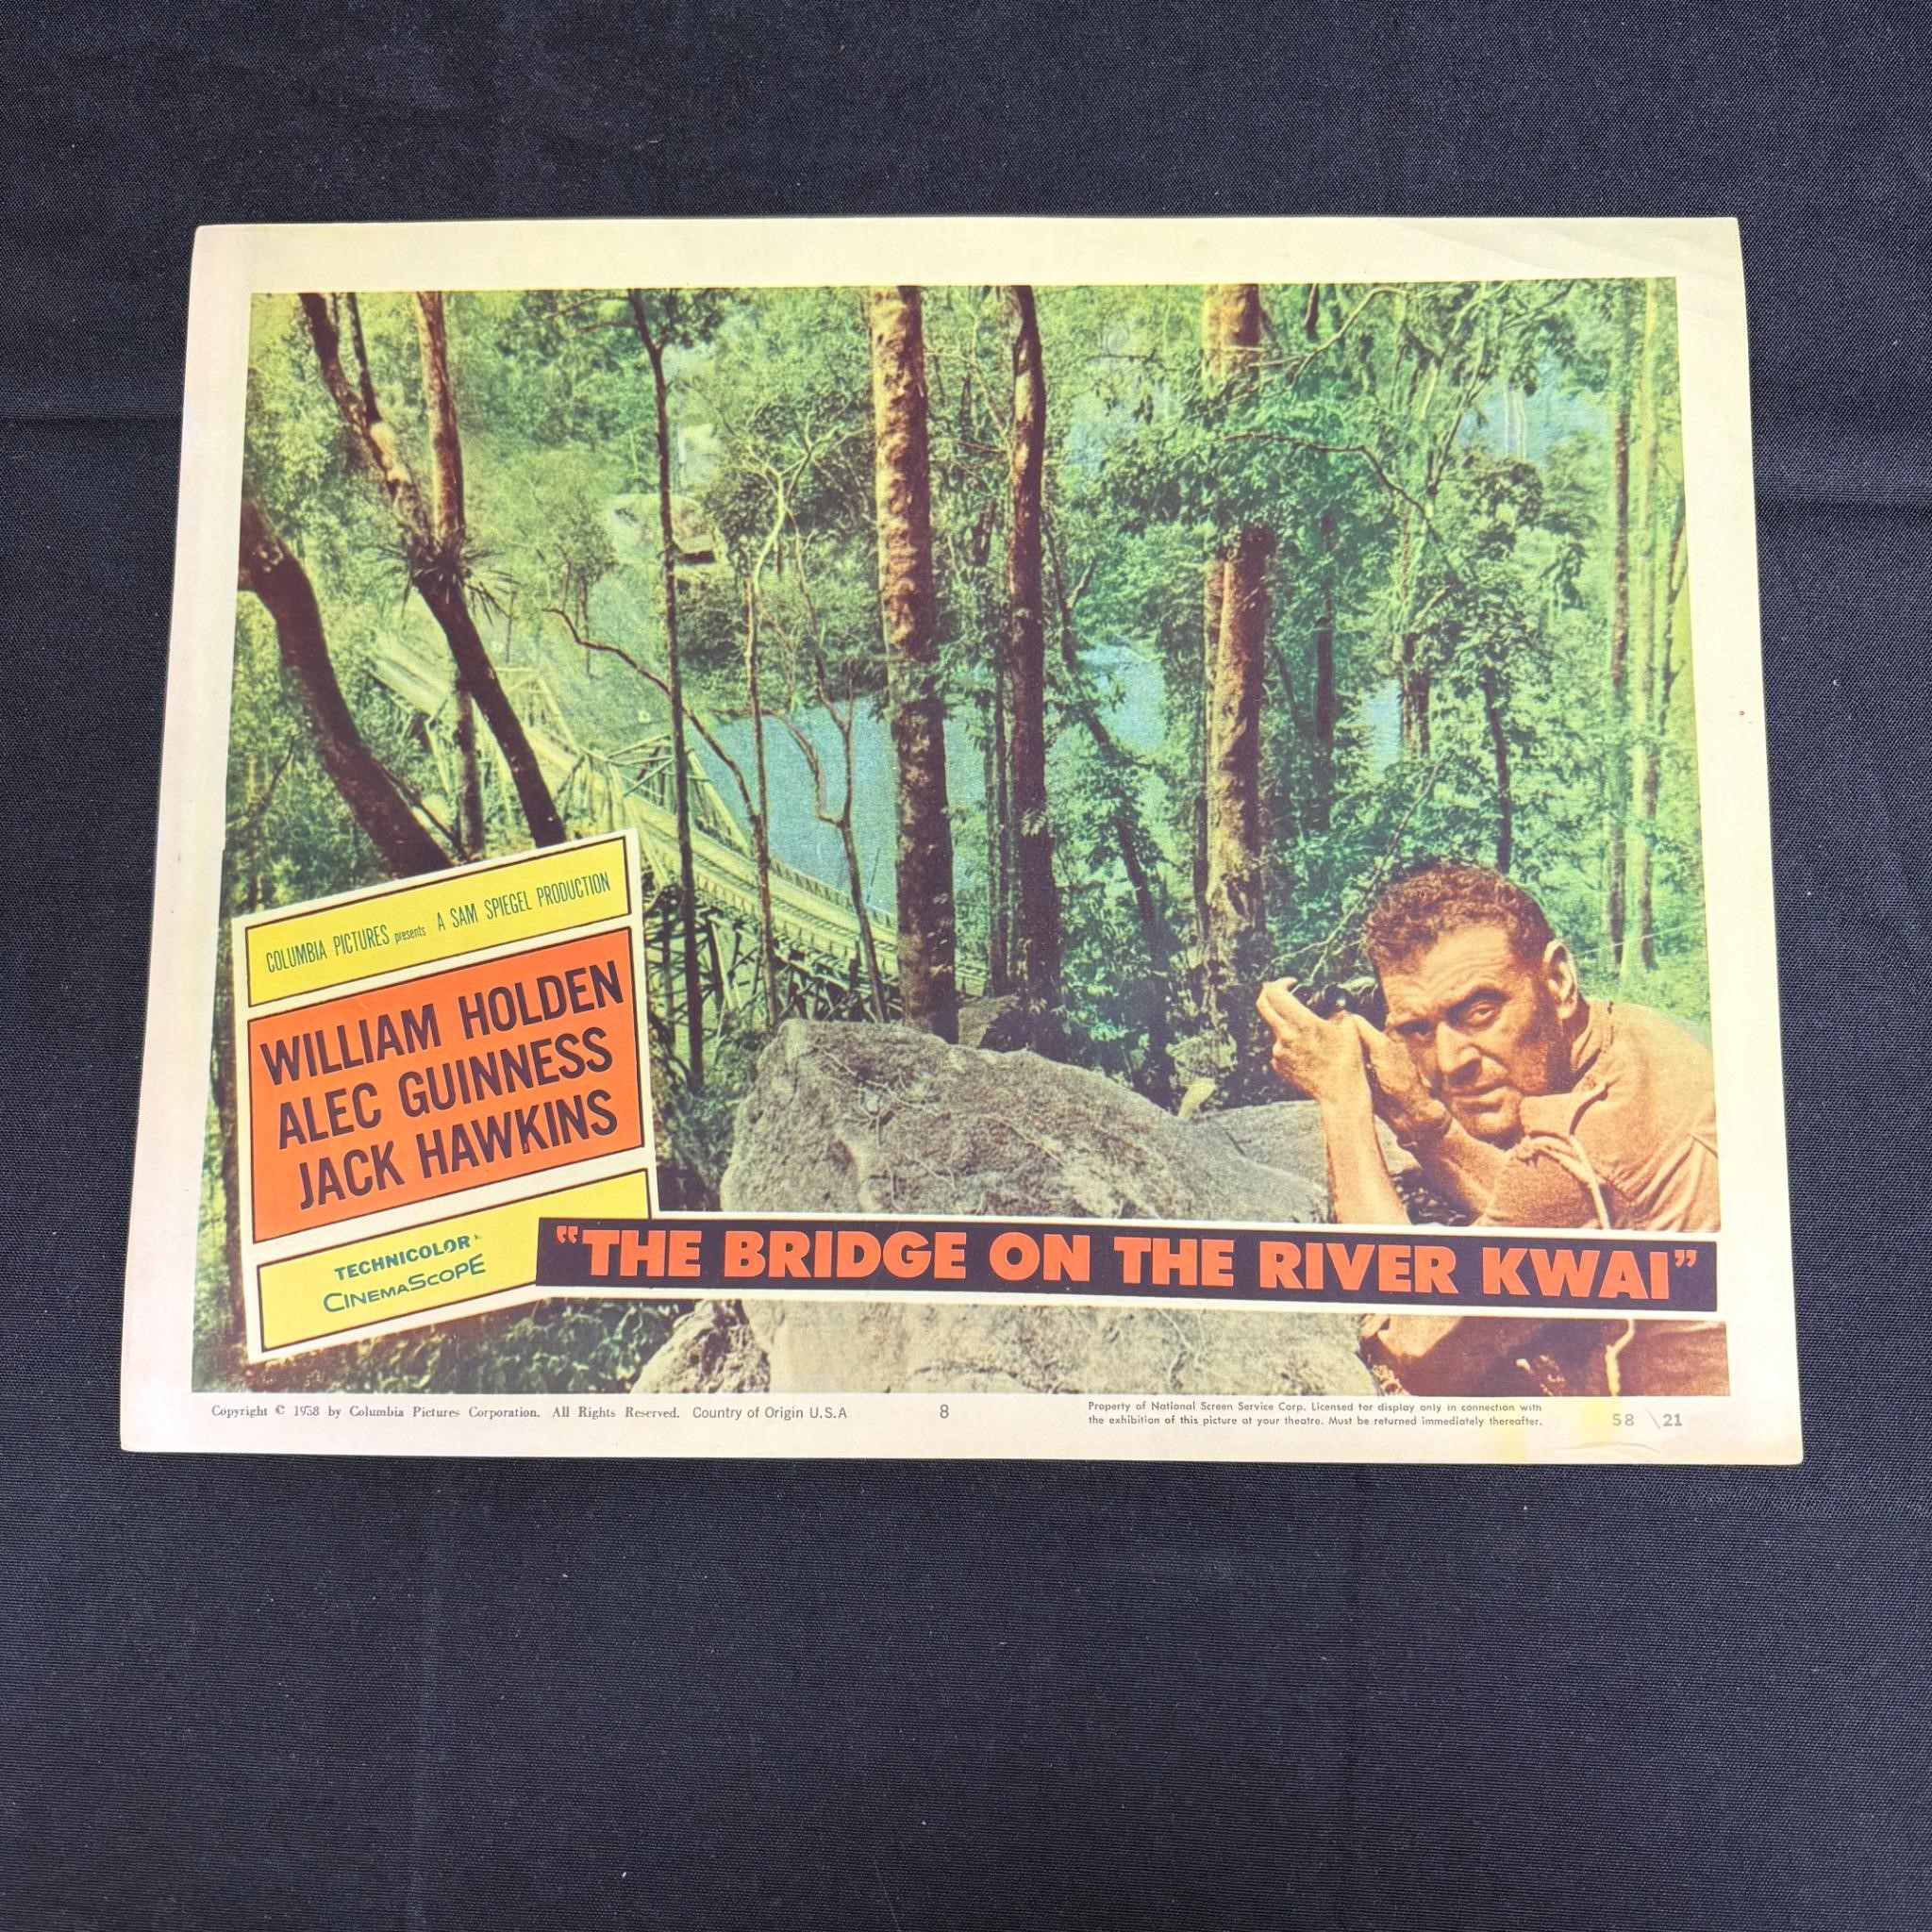 COLUMBIA PICTURES presents A SAM SPIEGEL PRODUCTION
WILLIAM HOLDEN
ALEC GUINNESS
JACK HAWKINS
TECHNICOLOR
CINEMASCOPE
"THE BRIDGE ON THE RIVER KWAI"
Copyright © 1958 by Columbia Pictures Corporation. All Rights Reserved. Country of Origin U.S.A
8
Property of National Screen Service Corp. Licensed for display only in connection with
the exhibition of this picture at your theatre. Must be returned immediately thereafter.
58 \ 21